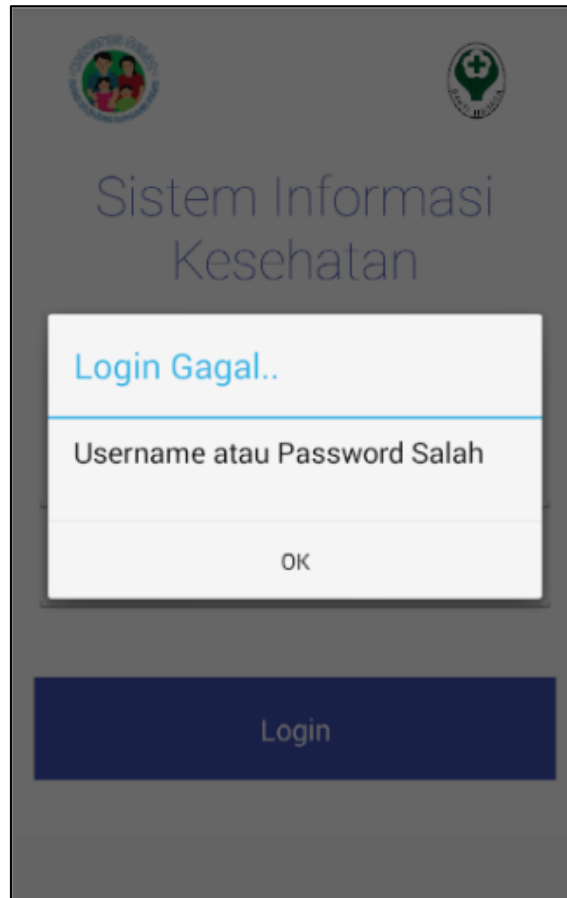 Sistem Informasi
Kesehatan
Login Gagal..
Username atau Password Salah
OK
Login